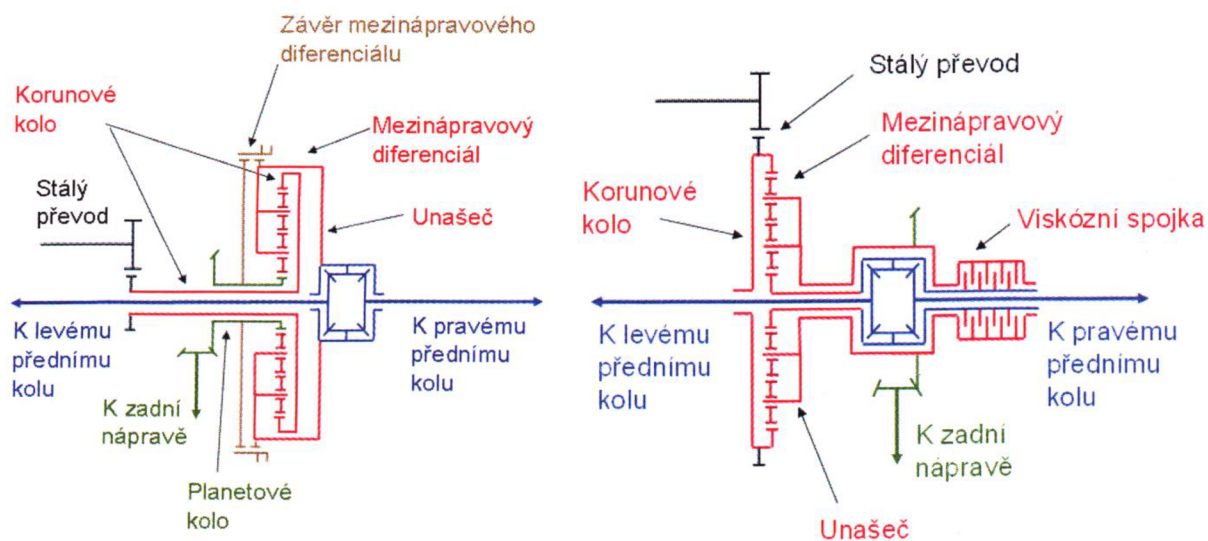 Závěr mezinápravového
diferenciálu
Korunové
kolo
Mezinápravový
diferenciál
Stálý
převod
Unašeč
K levému
přednímu
kolu
K pravému
přednímu
kolu
K zadní
nápravě
Planetové
kolo
Stálý převod
Mezinápravový
diferenciál
Korunové
kolo
Viskózní spojka
K levému
přednímu
kolu
K pravému
přednímu
kolu
K zadní
nápravě
Unašeč